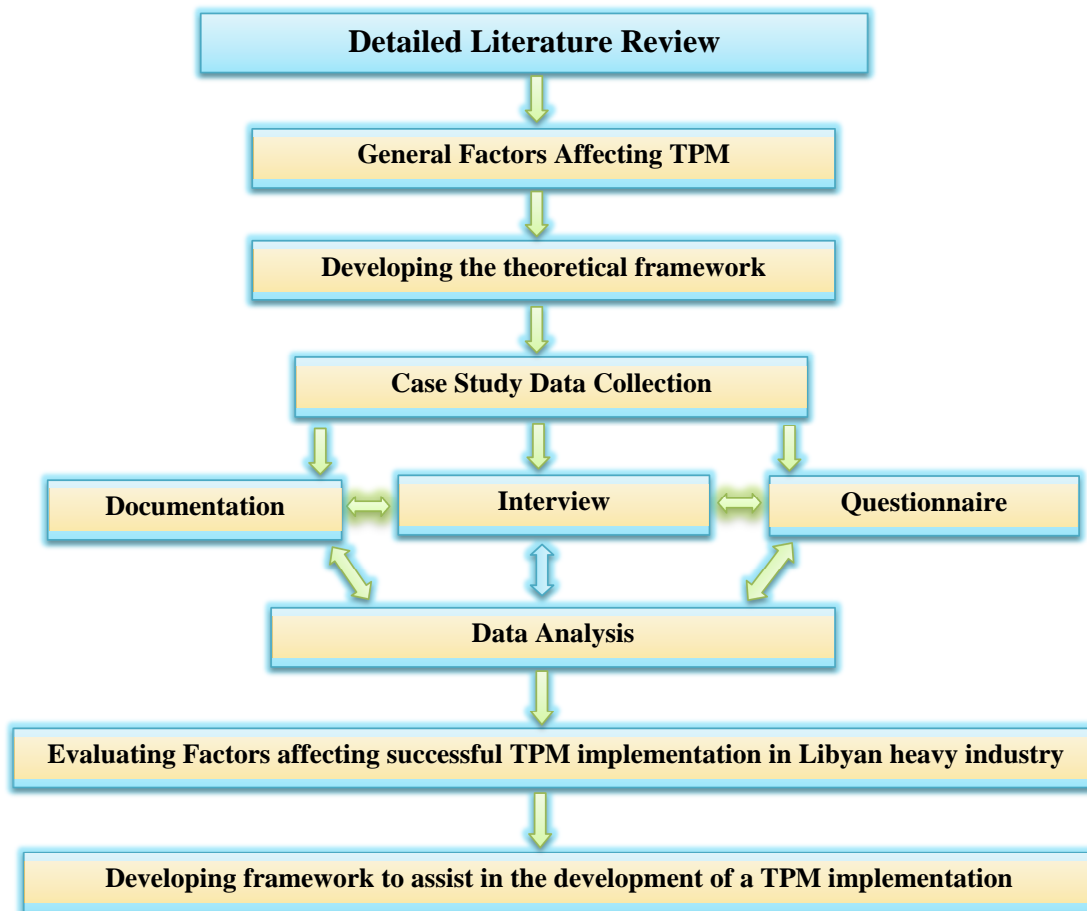 Detailed Literature Review
General Factors Affecting TPM
Developing the theoretical framework
Case Study Data Collection
Documentation
Interview
Questionnaire
Data Analysis
Evaluating Factors affecting successful TPM implementation in Libyan heavy industry
Developing framework to assist in the development of a TPM implementation